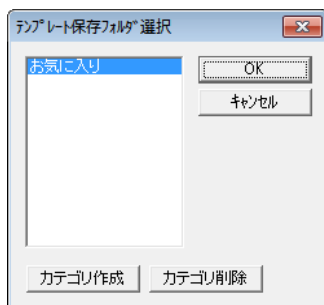 ﾃﾝﾌﾟﾚｰﾄ保存ﾌｫﾙﾀﾞ選択
お気に入り
OK
ｷｬﾝｾﾙ
カテゴリ作成
カテゴリ削除